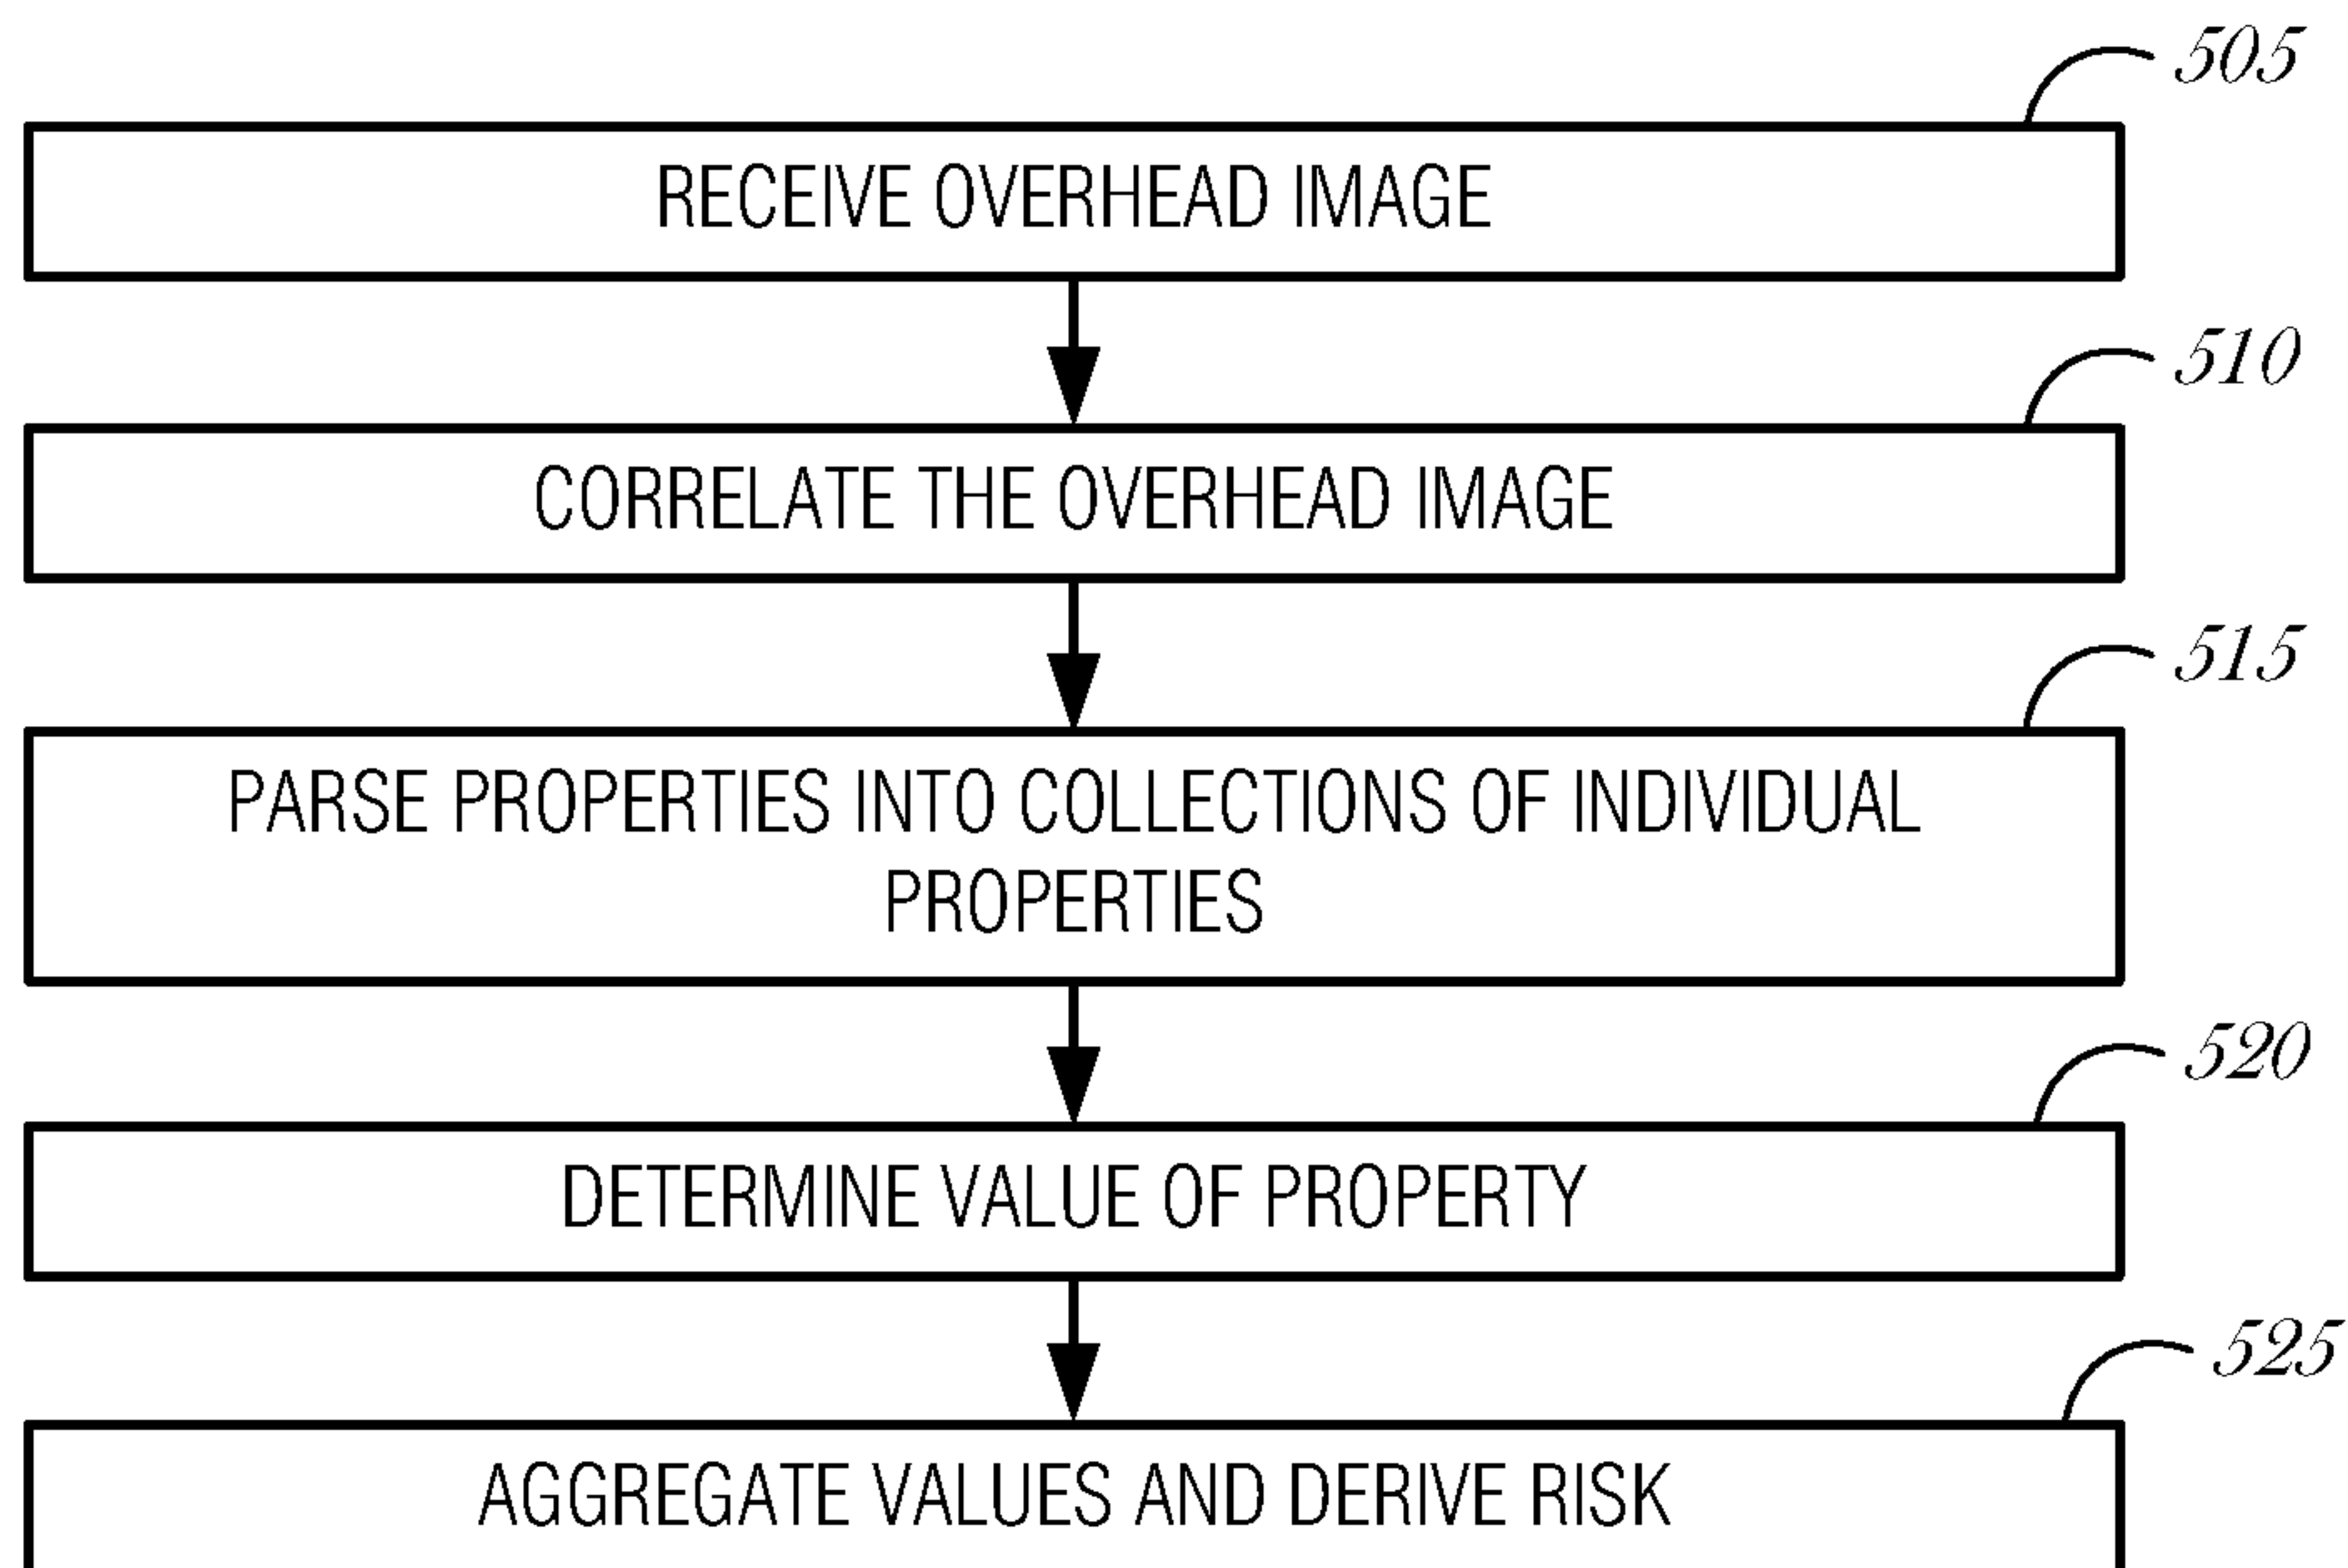 505
RECEIVE OVERHEAD IMAGE
510
CORRELATE THE OVERHEAD IMAGE
515
PARSE PROPERTIES INTO COLLECTIONS OF INDIVIDUAL
PROPERTIES
520
DETERMINE VALUE OF PROPERTY
525
AGGREGATE VALUES AND DERIVE RISK